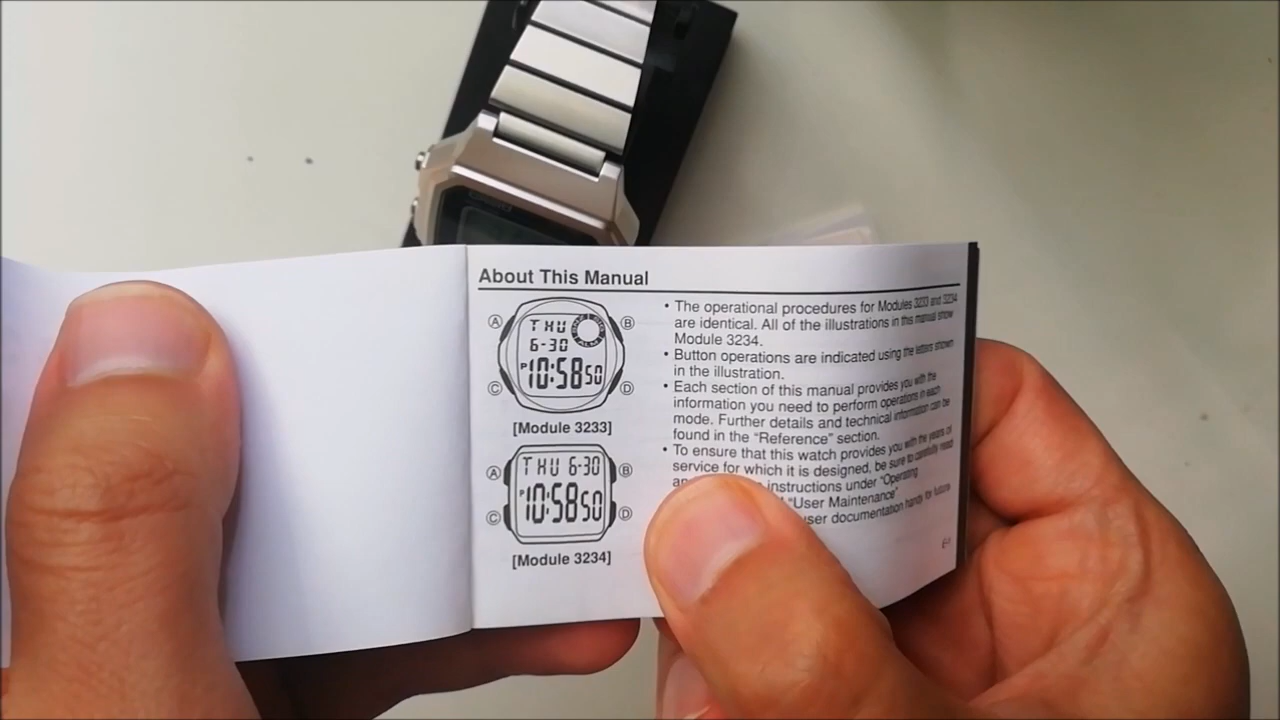 About This Manual
A
B
THU
6-30
P10:5850
C
D
[Module 3233]
A
B
THU 6-30
P10:5850
C
D
[Module 3234]
• The operational procedures for Modules 3233 and 3234
are identical. All of the illustrations in this manual show
Module 3234.
• Button operations are indicated using the letters shown
in the illustration.
• Each section of this manual provides you with the
information you need to perform operations in each
mode. Further details and technical information can be
found in the “Reference” section.
• To ensure that this watch provides you with the years of
service for which it is designed, be sure to carefully read
instructions under “Operating
“User Maintenance”
user documentation handy for future
E-1